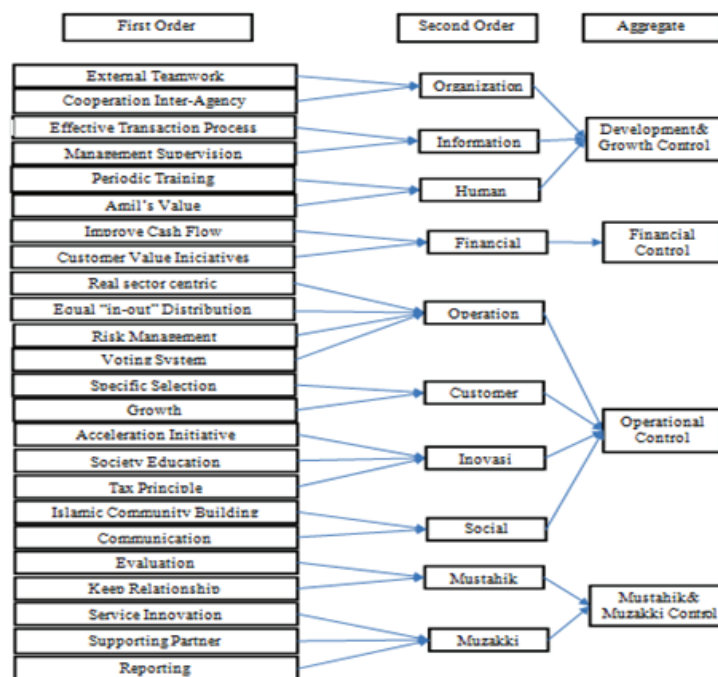 First Order
Second Order
Aggregate
External Teamwork
Cooperation Inter-Agency
Effective Transaction Process
Management Supervision
Periodic Training
Amil's Value
Improve Cash Flow
Customer Value Iniciatives
Real sector centric
Equal "in-out" Distribution
Risk Management
Voting System
Specific Selection
Growth
Acceleration Initiative
Society Education
Tax Principle
Islamic Community Building
Communication
Evaluation
Keep Relationship
Service Innovation
Supporting Partner
Reporting
Organization
Information
Human
Financial
Operation
Customer
Inovasi
Social
Mustahik
Muzakki
Development&
Growth Control
Financial
Control
Operational
Control
Mustahik&
Muzakki Control